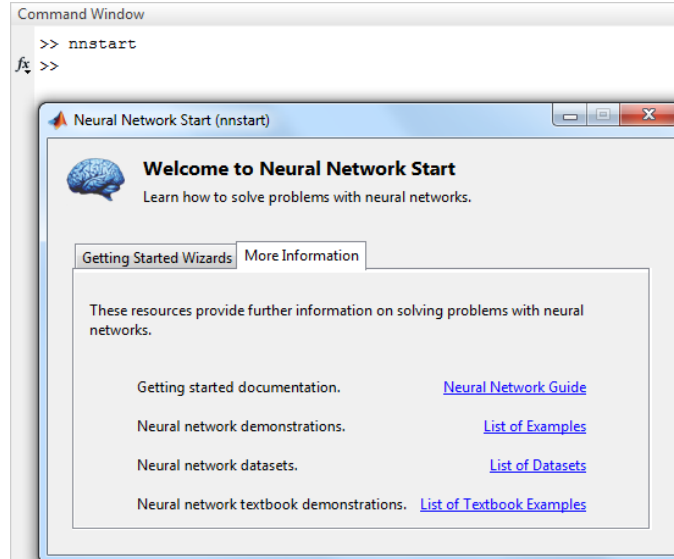 Command Window
>> nnstart
fx >>
Neural Network Start (nnstart)
Welcome to Neural Network Start
Learn how to solve problems with neural networks.
Getting Started Wizards More Information
These resources provide further information on solving problems with neural
networks.
Getting started documentation. Neural Network Guide
Neural network demonstrations. List of Examples
Neural network datasets. List of Datasets
Neural network textbook demonstrations. List of Textbook Examples